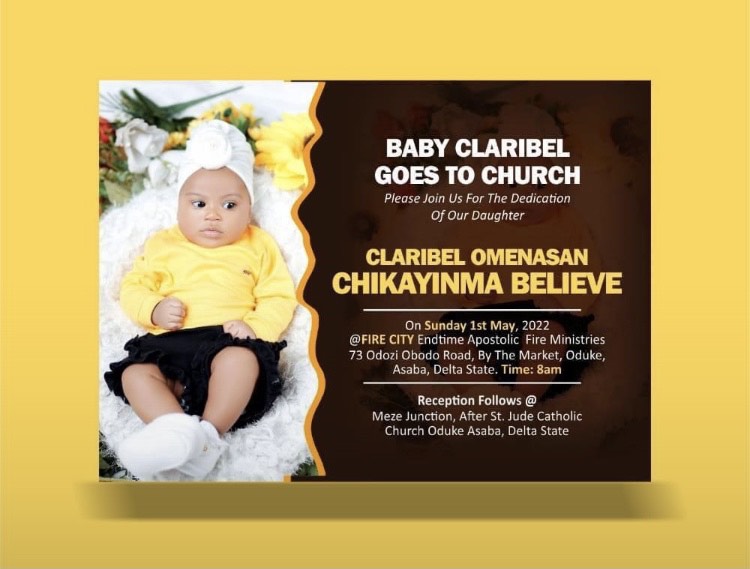 BABY CLARIBEL
GOES TO CHURCH
Please Join Us For The Dedication
Of Our Daughter
CLARIBEL OMENASAN
CHIKAYINMA BELIEVE
On Sunday 1st May, 2022
@FIRE CITY Endtime Apostolic Fire Ministries
73 Odozi Obodo Road, By The Market, Oduke,
Asaba, Delta State. Time: 8am
Reception Follows @
Meze Junction, After St. Jude Catholic
Church Oduke Asaba, Delta State